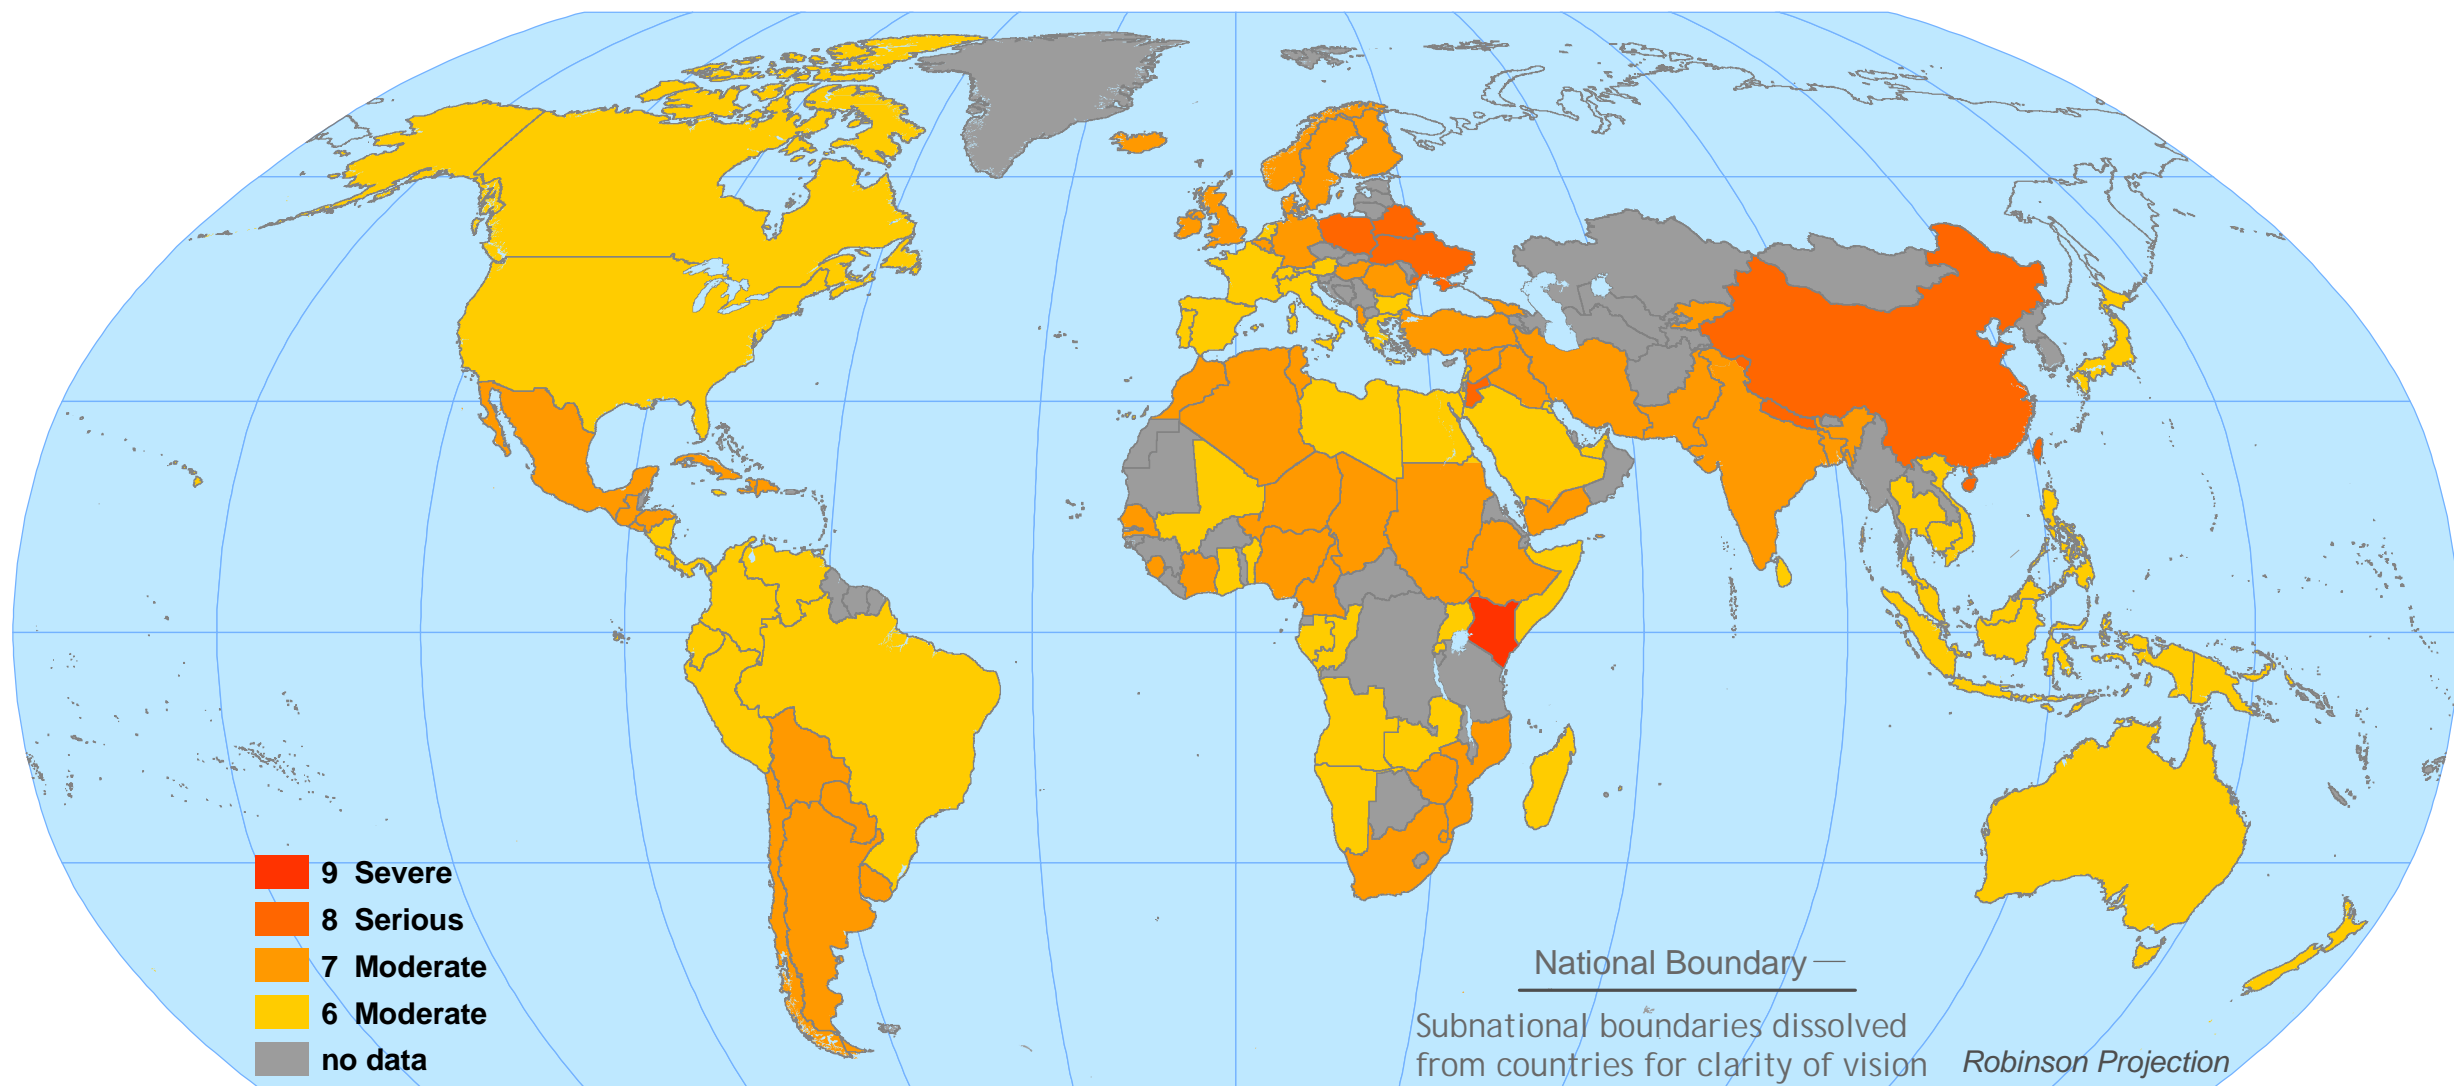 9 Severe
8 Serious
7 Moderate
6 Moderate
no data
National Boundary
Subnational boundaries dissolved
from countries for clarity of vision
Robinson Projection